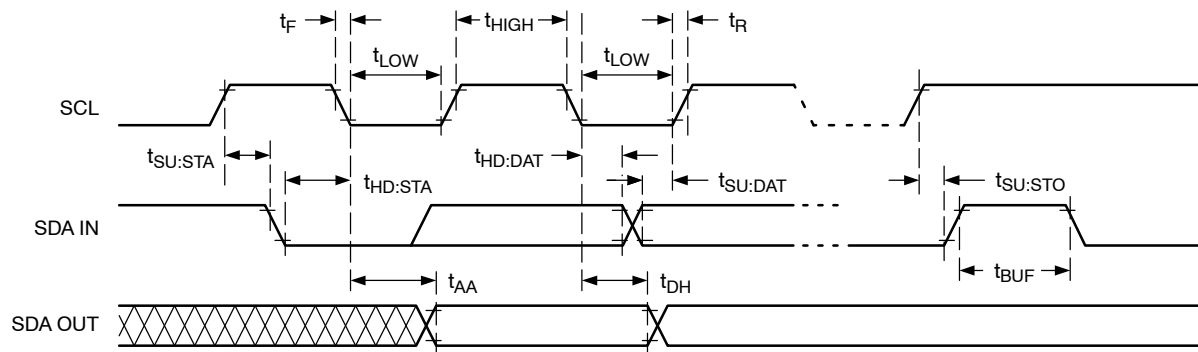 tF
tHIGH
tR
tLOW
tLOW
SCL
tSU:STA
tHD:DAT
tHD:STA
tSU:DAT
tSU:STO
SDA IN
tBUF
tAA
tDH
SDA OUT